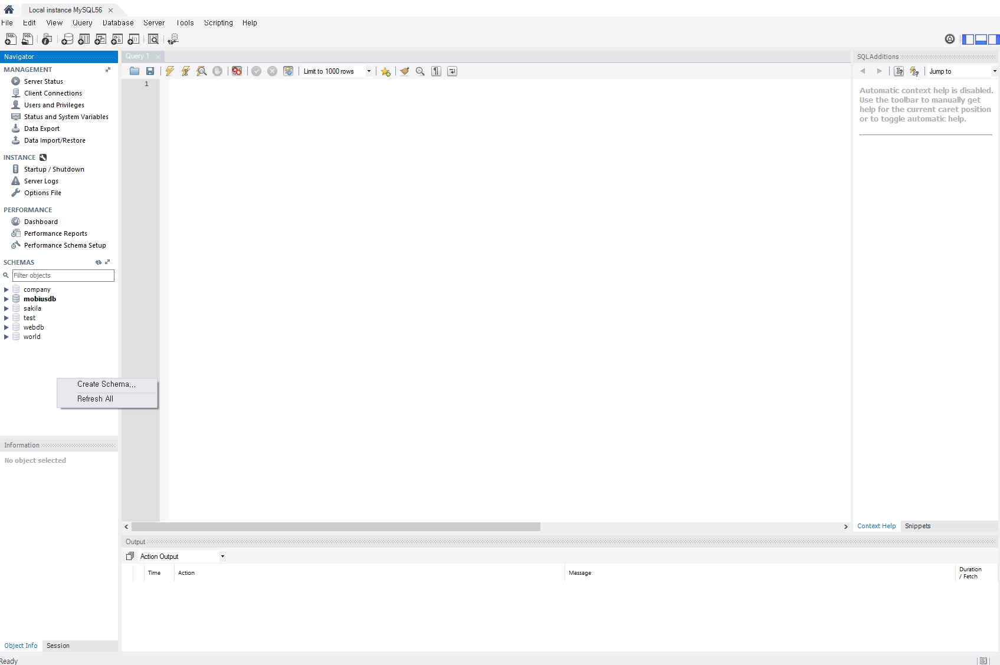 Local instance MySQL56
File Edit View Query Database Server Tools Scripting Help
Navigator
MANAGEMENT
Server Status
Client Connections
Users and Privileges
Status and System Variables
Data Export
Data Import/Restore
INSTANCE
Startup / Shutdown
Server Logs
Options File
PERFORMANCE
Dashboard
Performance Reports
Performance Schema Setup
SCHEMAS
Filter objects
company
mobiusdb
sakila
test
webdb
world
Create Schema...
Refresh All
Information
No object selected
Object Info Session
Query 1
Limit to 1000 rows
1
Output
Action Output
Time Action Message Duration
/ Fetch
SQLAdditions
Jump to
Automatic context help is disabled.
Use the toolbar to manually get
help for the current caret position
or to toggle automatic help.
Context Help Snippets
Ready